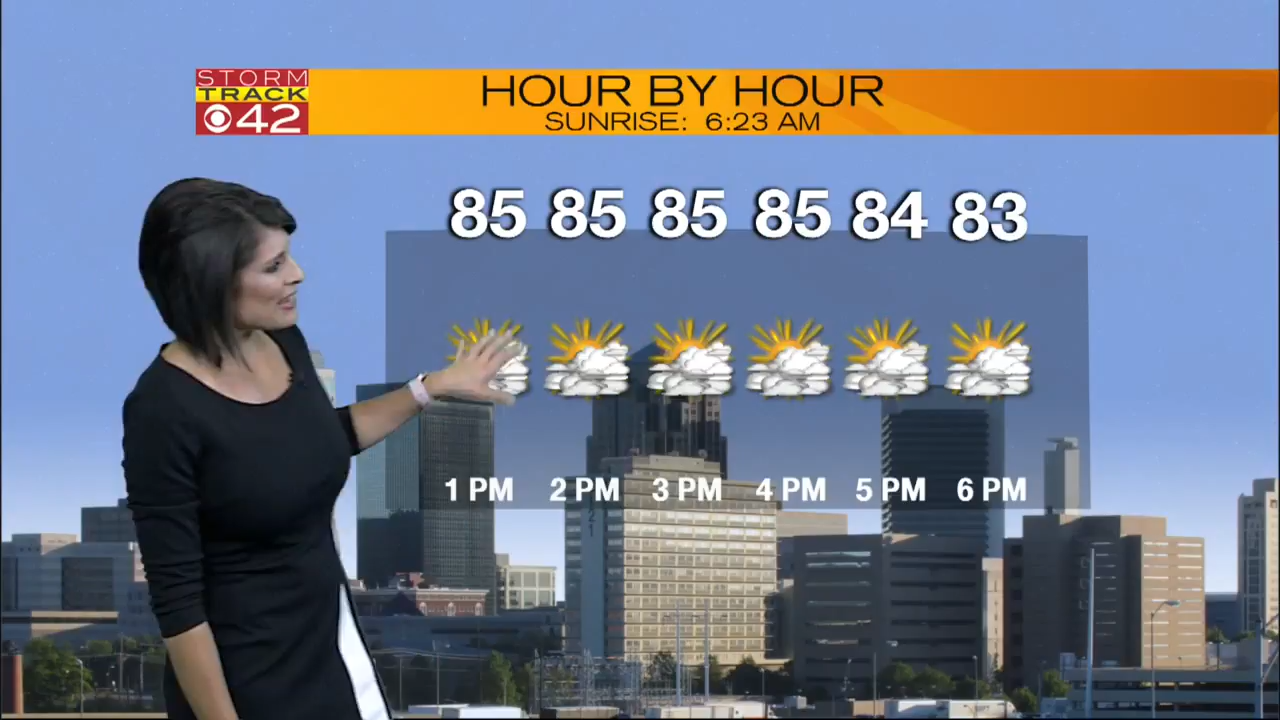 STORM
TRACK
42
HOUR BY HOUR
SUNRISE: 6:23 AM
85 85 85 85 84 83
1 PM 2 PM 3 PM 4 PM 5 PM 6 PM